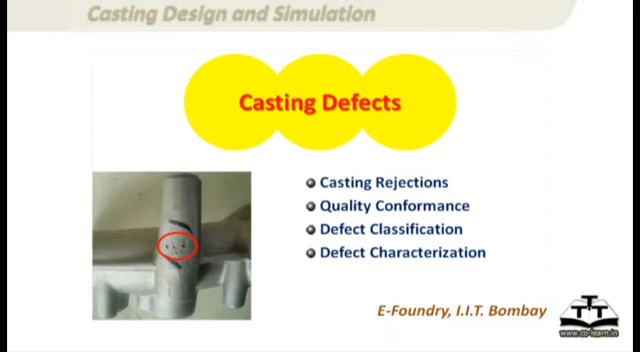 Casting Design and Simulation
Casting Defects
Casting Rejections
Quality Conformance
Defect Classification
Defect Characterization
E-Foundry, I.I.T. Bombay
TTT
www.co-learn.in